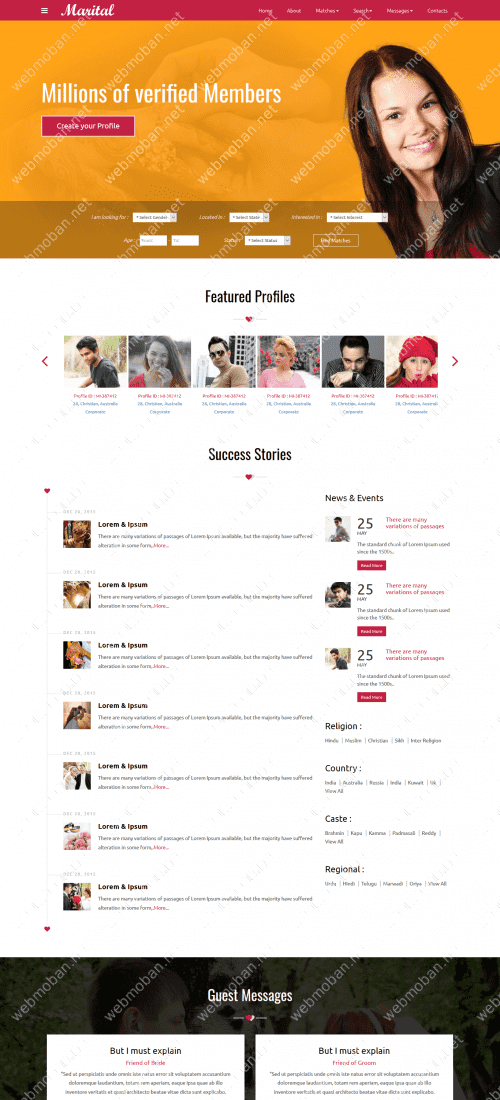 Marital
Home About Matches Search Messages Contacts
Millions of verified Members
Create your Profile
I am looking for : * Select Gender Located In : * Select State Interested in : * Select Interest
Age : From: To: Status : * Select Status Find Matches
Featured Profiles
Profile ID : MI-387412 Profile ID : MI-387412 Profile ID : MI-387412 Profile ID : MI-387412 Profile ID : MI-387412 Profile ID : MI-387412
28, Christian, Australia 28, Christian, Australia 28, Christian, Australia 28, Christian, Australia 28, Christian, Australia 28, Christian, Australia
Corporate Corporate Corporate Corporate Corporate Corporate
Success Stories
DEC 20, 2015
Lorem & Ipsum
There are many variations of passages of Lorem Ipsum available, but the majority have suffered
alteration in some form,.More...
DEC 20, 2015
Lorem & Ipsum
There are many variations of passages of Lorem Ipsum available, but the majority have suffered
alteration in some form,.More...
DEC 20, 2015
Lorem & Ipsum
There are many variations of passages of Lorem Ipsum available, but the majority have suffered
alteration in some form,.More...
DEC 20, 2015
Lorem & Ipsum
There are many variations of passages of Lorem Ipsum available, but the majority have suffered
alteration in some form,.More...
DEC 20, 2015
Lorem & Ipsum
There are many variations of passages of Lorem Ipsum available, but the majority have suffered
alteration in some form,.More...
DEC 20, 2015
Lorem & Ipsum
There are many variations of passages of Lorem Ipsum available, but the majority have suffered
alteration in some form,.More...
DEC 20, 2015
Lorem & Ipsum
There are many variations of passages of Lorem Ipsum available, but the majority have suffered
alteration in some form,.More...
News & Events
25
MAY
There are many
variations of passages
The standard chunk of Lorem Ipsum used
since the 1500s..
Read More
25
MAY
There are many
variations of passages
The standard chunk of Lorem Ipsum used
since the 1500s..
Read More
25
MAY
There are many
variations of passages
The standard chunk of Lorem Ipsum used
since the 1500s..
Read More
Religion :
Hindu | Muslim | Christian | Sikh | Inter Religion
Country :
India | Australia | Russia | India | Kuwait | Uk |
View All
Caste :
Brahmin | Kapu | Kamma | Padmasali | Reddy |
View All
Regional :
Urdu | Hindi | Telugu | Marwadi | Oriya | View All
Guest Messages
But I must explain
Friend of Bride
"Sed ut perspiciatis unde omnis iste natus error sit voluptatem accusantium
doloremque laudantium, totam rem aperiam, eaque ipsa quae ab illo
inventore veritatis et quasi architecto beatae vitae dicta sunt explicabo.
But I must explain
Friend of Groom
"Sed ut perspiciatis unde omnis iste natus error sit voluptatem accusantium
doloremque laudantium, totam rem aperiam, eaque ipsa quae ab illo
inventore veritatis et quasi architecto beatae vitae dicta sunt explicabo.
webmoban.net